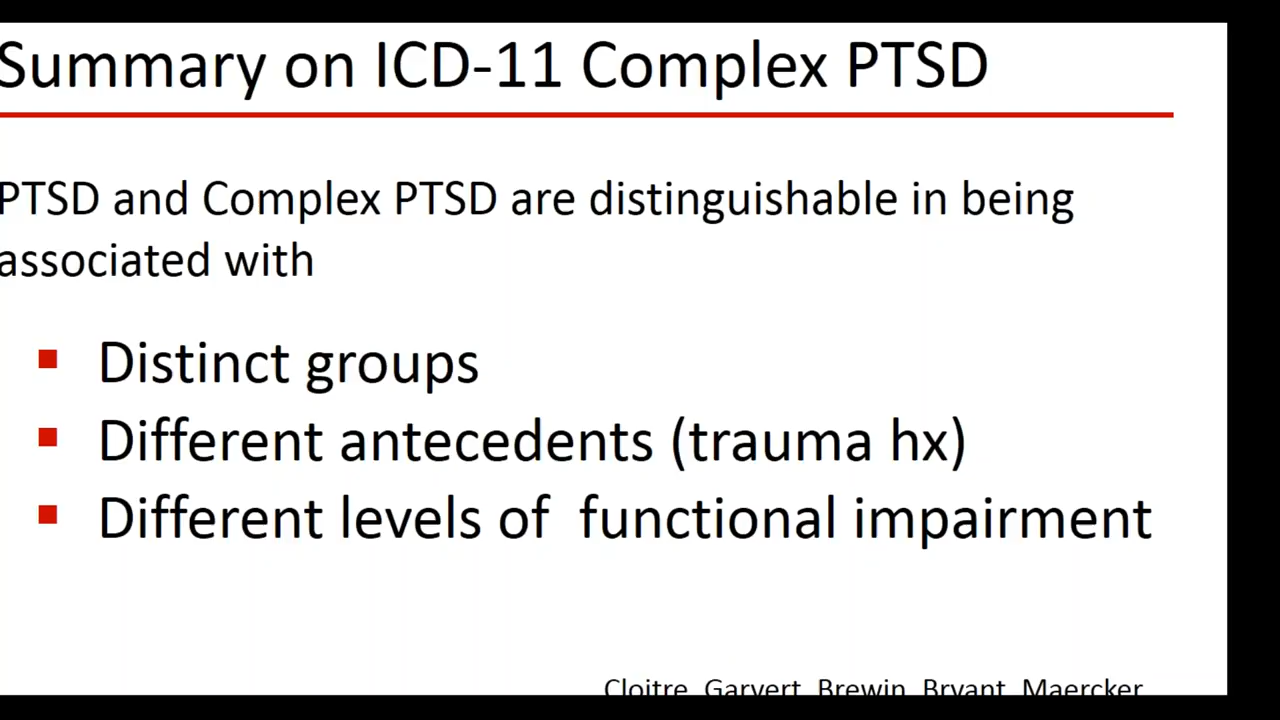 Summary on ICD-11 Complex PTSD
PTSD and Complex PTSD are distinguishable in being
associated with
▪ Distinct groups
▪ Different antecedents (trauma hx)
▪ Different levels of functional impairment
Cloitre, Garvert, Brewin, Bryant, Maercker